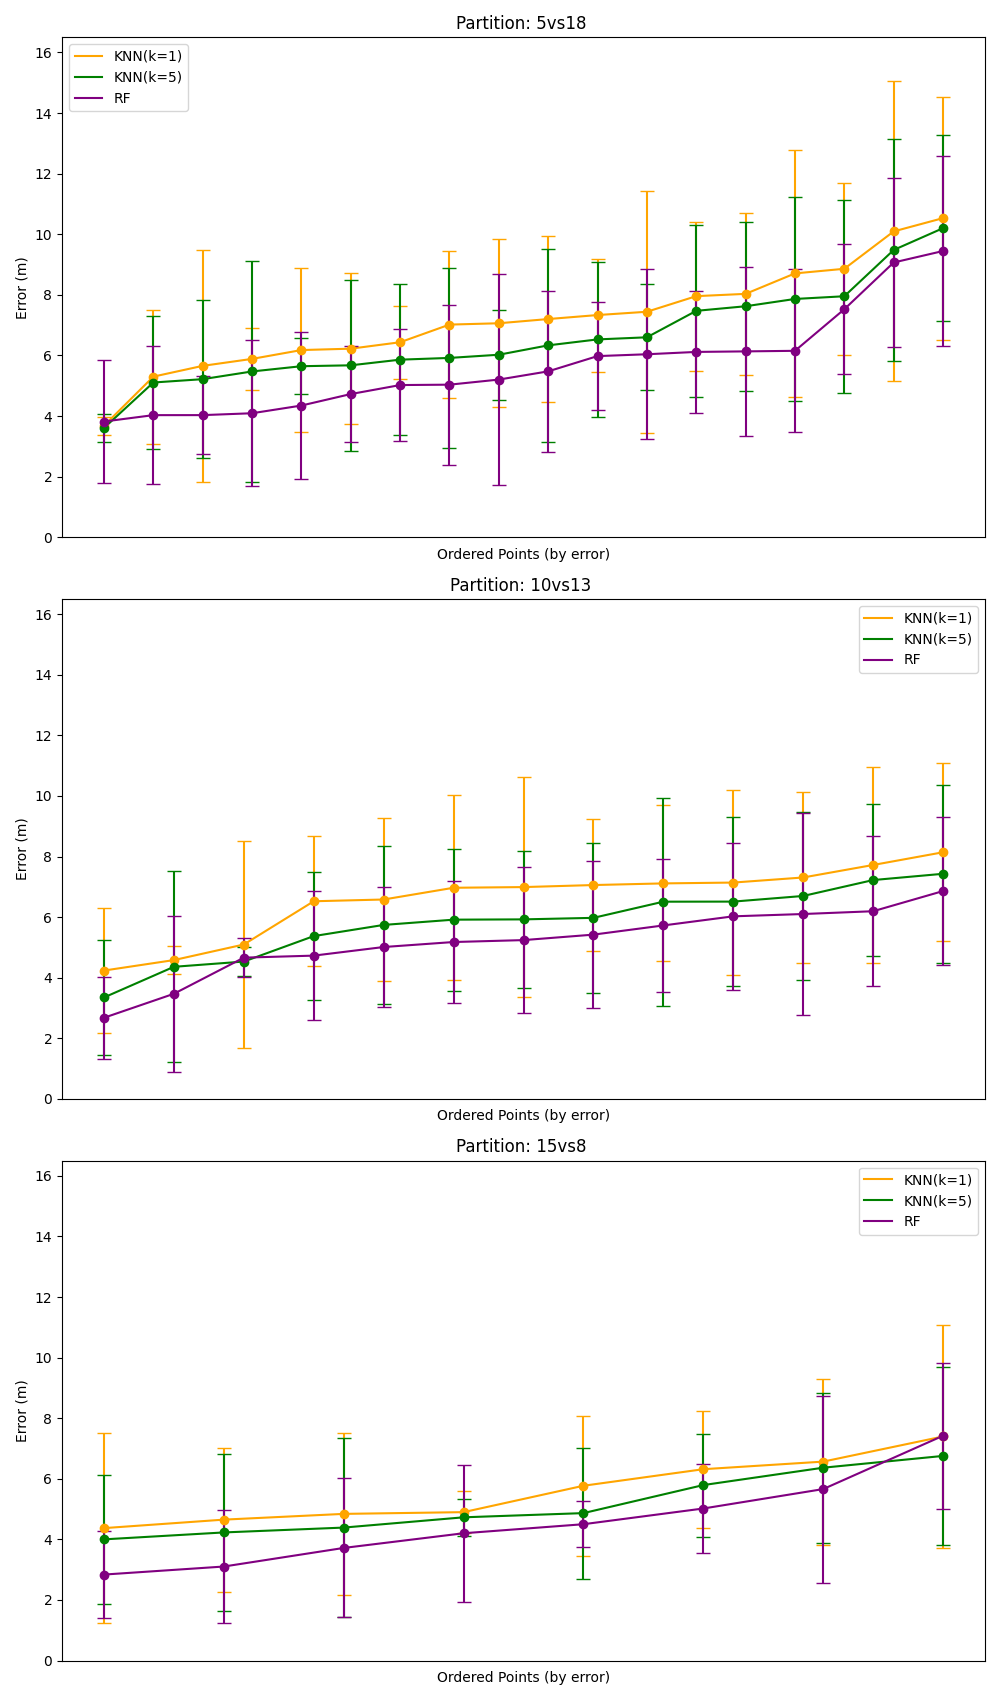 Partition: 5vs18
16
14
12
10
8
6
4
2
0
Error (m)
KNN(k=1)
KNN(k=5)
RF
Ordered Points (by error)
Partition: 10vs13
16
14
12
10
8
6
4
2
0
Error (m)
KNN(k=1)
KNN(k=5)
RF
Ordered Points (by error)
Partition: 15vs8
16
14
12
10
8
6
4
2
0
Error (m)
KNN(k=1)
KNN(k=5)
RF
Ordered Points (by error)